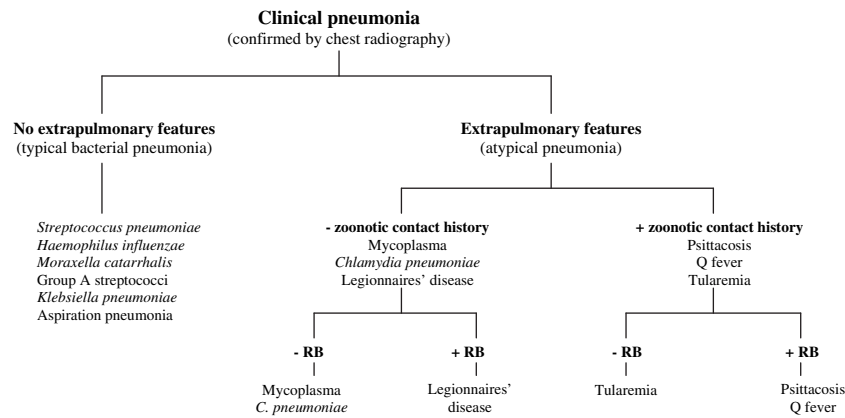 Clinical pneumonia
(confirmed by chest radiography)
No extrapulmonary features
(typical bacterial pneumonia)
Streptococcus pneumoniae
Haemophilus influenzae
Moraxella catarrhalis
Group A streptococci
Klebsiella pneumoniae
Aspiration pneumonia
Extrapulmonary features
(atypical pneumonia)
- zoonotic contact history
Mycoplasma
Chlamydia pneumoniae
Legionnaires' disease
- RB
Mycoplasma
C. pneumoniae
+ RB
Legionnaires'
disease
+ zoonotic contact history
Psittacosis
Q fever
Tularemia
- RB
Tularemia
+ RB
Psittacosis
Q fever